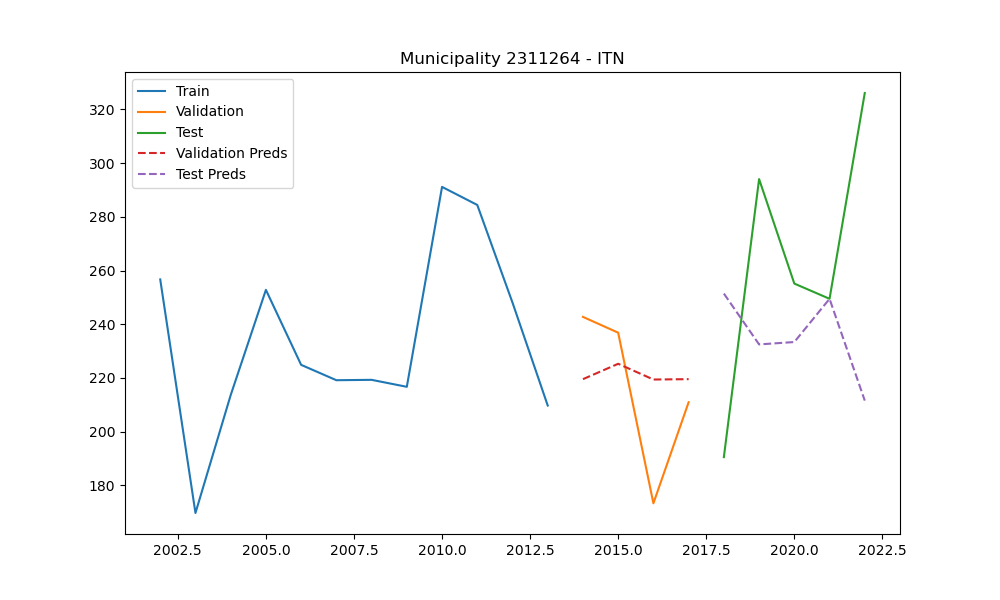 Municipality 2311264 - ITN
Train
Validation
Test
Validation Preds
Test Preds
320
300
280
260
240
220
200
180
2002.5 2005.0 2007.5 2010.0 2012.5 2015.0 2017.5 2020.0 2022.5